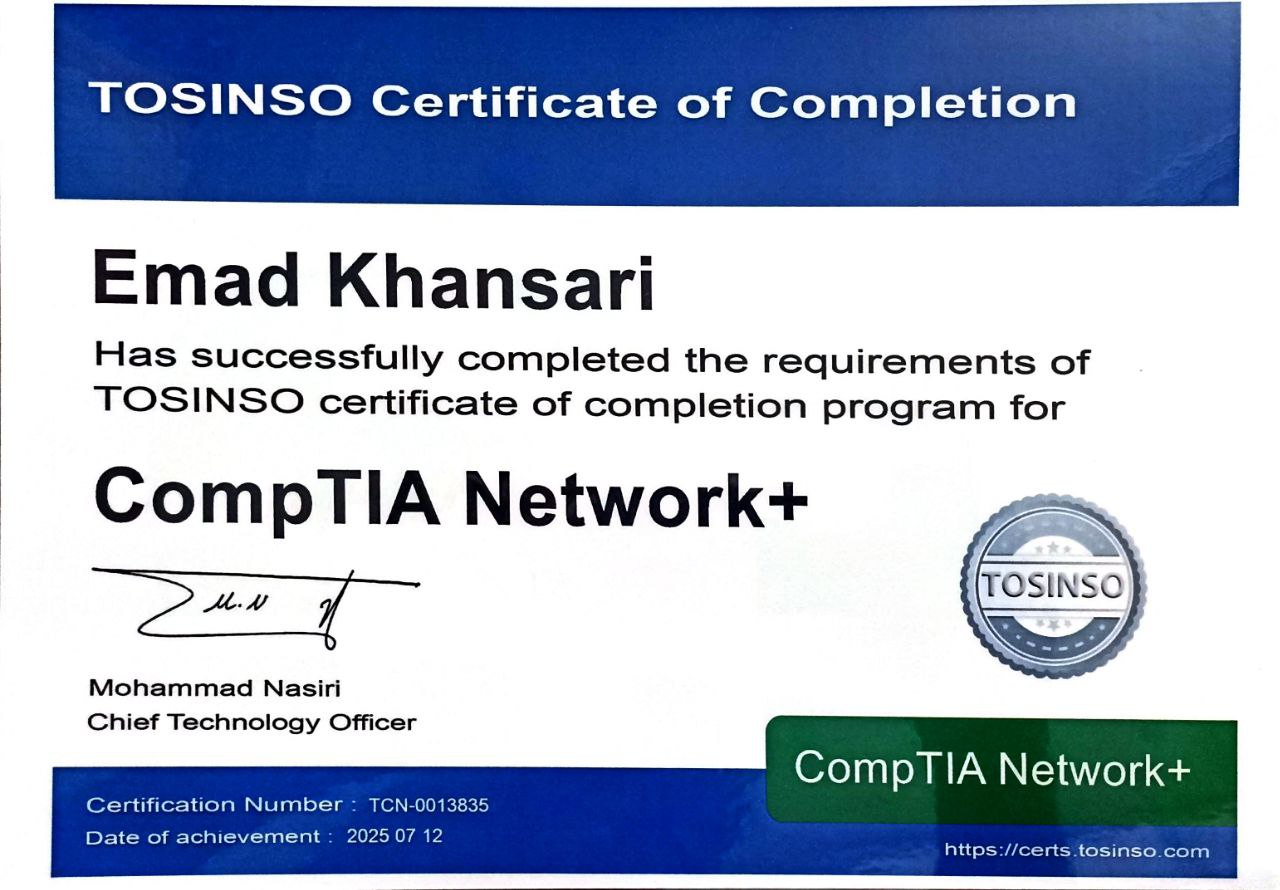 TOSINSO Certificate of Completion
Emad Khansari
Has successfully completed the requirements of
TOSINSO certificate of completion program for
CompTIA Network+
M.N
TOSINSO
Mohammad Nasiri
Chief Technology Officer
CompTIA Network+
Certification Number : TCN-0013835
Date of achievement : 2025 07 12
https://certs.tosinso.com